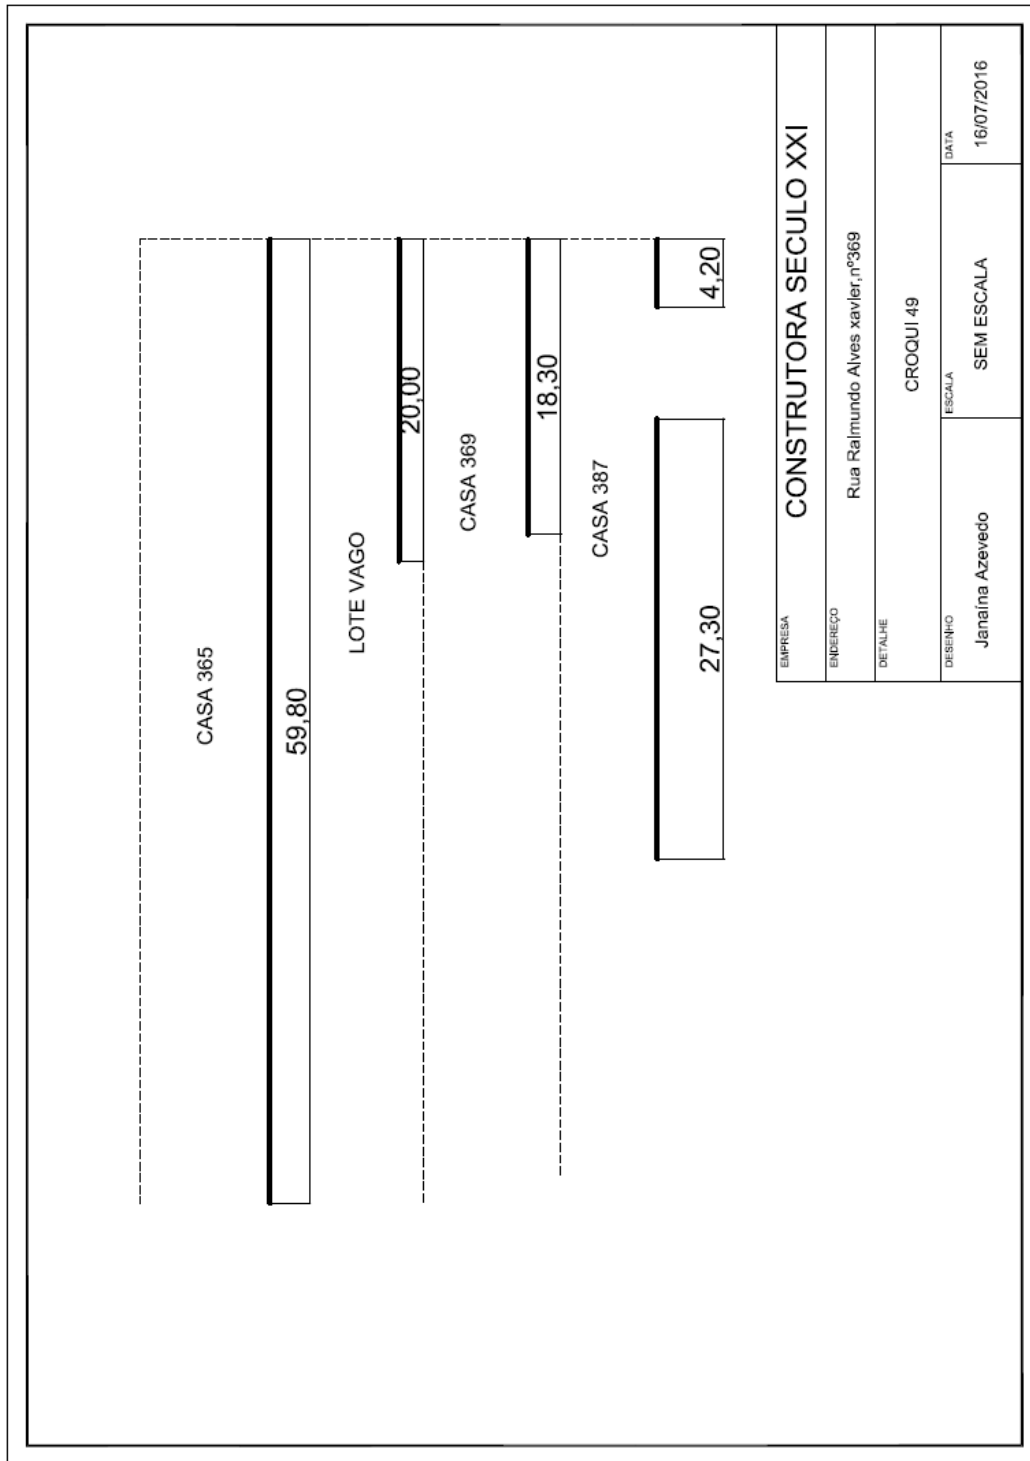 CASA 365
59,80
LOTE VAGO
20,00
CASA 369
18,30
CASA 387
27,30
4,20
EMPRESA
CONSTRUTORA SECULO XXI
ENDEREÇO
Rua Raimundo Alves xavier,nº369
DETALHE
CROQUI 49
DESENHO
Janaína Azevedo
ESCALA
SEM ESCALA
DATA
16/07/2016